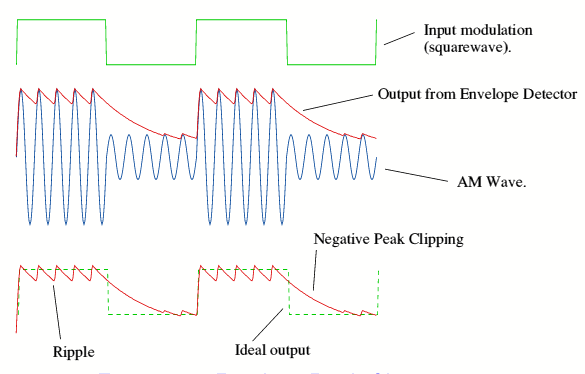 Input modulation
(squarewave).
Output from Envelope Detector
AM Wave.
Negative Peak Clipping
Ripple
Ideal output